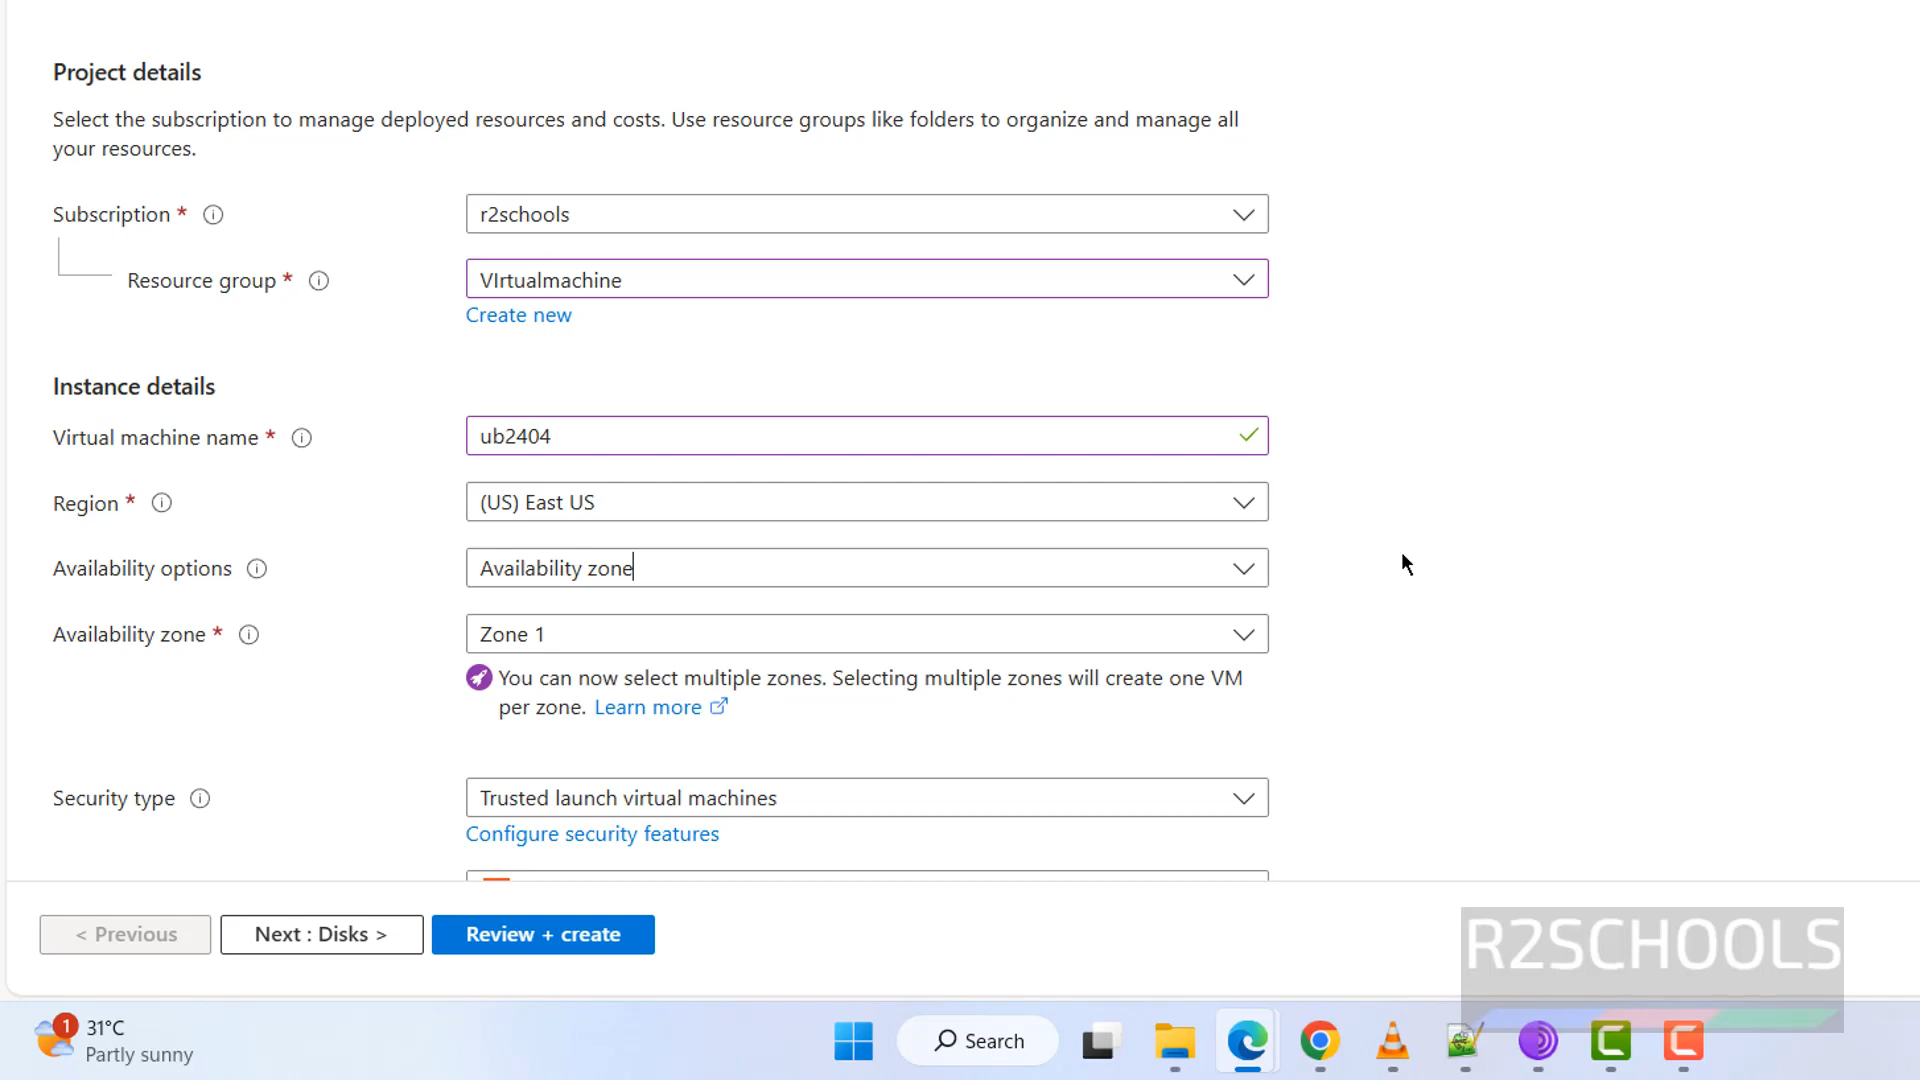 Project details
Select the subscription to manage deployed resources and costs. Use resource groups like folders to organize and manage all
your resources.
Subscription *
r2schools
Resource group *
VIrtualmachine
Create new
Instance details
Virtual machine name *
ub2404
Region *
(US) East US
Availability options
Availability zone
Availability zone *
Zone 1
You can now select multiple zones. Selecting multiple zones will create one VM
per zone. Learn more
Security type
Trusted launch virtual machines
Configure security features
< Previous
Next : Disks >
Review + create
R2SCHOOLS
1
31°C
Partly sunny
Search